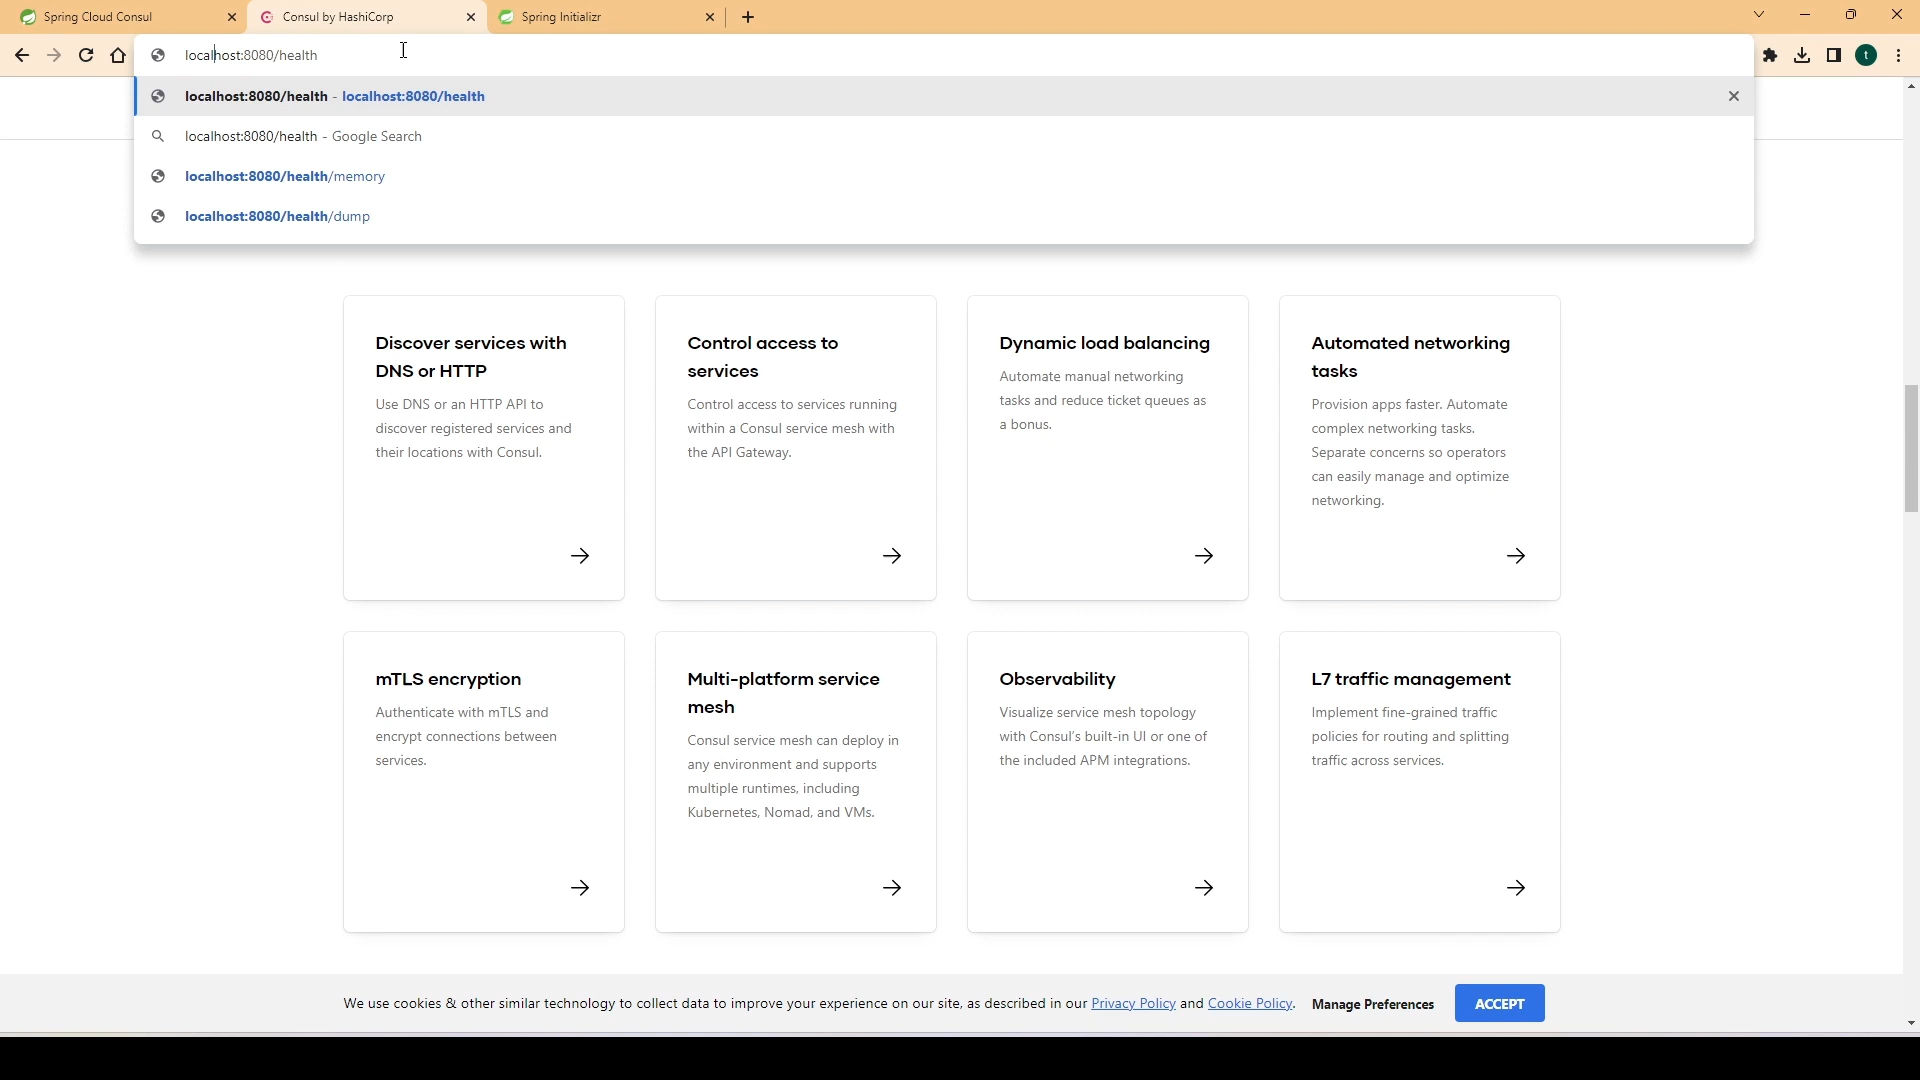 Spring Cloud Consul
Consul by HashiCorp
Spring Initializr
localhost:8080/health
t
localhost:8080/health - localhost:8080/health
localhost:8080/health - Google Search
localhost:8080/health/memory
localhost:8080/health/dump
Discover services with
DNS or HTTP
Use DNS or an HTTP API to
discover registered services and
their locations with Consul.
Control access to
services
Control access to services running
within a Consul service mesh with
the API Gateway.
Dynamic load balancing
Automate manual networking
tasks and reduce ticket queues as
a bonus.
Automated networking
tasks
Provision apps faster. Automate
complex networking tasks.
Separate concerns so operators
can easily manage and optimize
networking.
mTLS encryption
Authenticate with mTLS and
encrypt connections between
services.
Multi-platform service
mesh
Consul service mesh can deploy in
any environment and supports
multiple runtimes, including
Kubernetes, Nomad, and VMs.
Observability
Visualize service mesh topology
with Consul's built-in UI or one of
the included APM integrations.
L7 traffic management
Implement fine-grained traffic
policies for routing and splitting
traffic across services.
We use cookies & other similar technology to collect data to improve your experience on our site, as described in our Privacy Policy and Cookie Policy.
Manage Preferences
ACCEPT